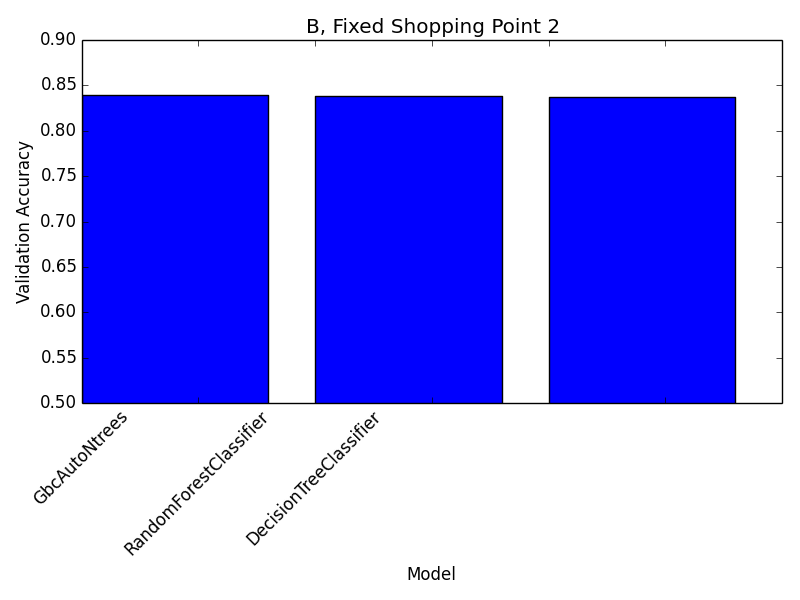 B, Fixed Shopping Point 2
Validation Accuracy
0.90
0.85
0.80
0.75
0.70
0.65
0.60
0.55
0.50
GbcAutoNtrees
RandomForestClassifier
DecisionTreeClassifier
Model